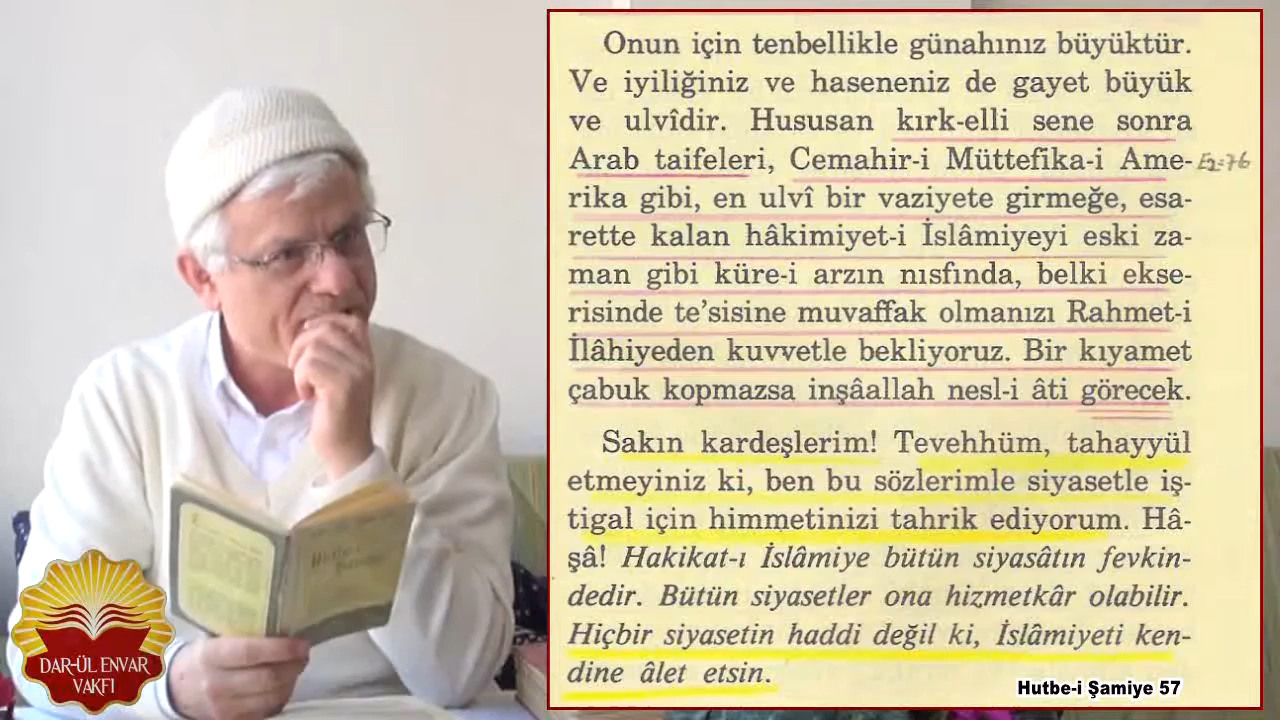 Onun için tenbellikle günahınız büyüktür.
Ve iyiliğiniz ve haseneniz de gayet büyük
ve ulvîdir. Hususan kırk-elli sene sonra
Arab taifeleri, Cemahir-i Müttefika-i Ame-
rika gibi, en ulvî bir vaziyete girmeğe, esa-
rette kalan hâkimiyet-i İslâmiyeyi eski za-
man gibi küre-i arzın nısfında, belki ekse-
risinde te'sisine muvaffak olmanızı Rahmet-i
İlâhiyeden kuvvetle bekliyoruz. Bir kıyamet
çabuk kopmazsa inşâallah nesl-i âti görecek.
Sakın kardeşlerim! Tevehhüm, tahayyül
etmeyiniz ki, ben bu sözlerimle siyasetle iş-
tigal için himmetinizi tahrik ediyorum. Hâ-
şâ! Hakikat-ı İslâmiye bütün siyasâtın fevkin-
dedir. Bütün siyasetler ona hizmetkâr olabilir.
Hiçbir siyasetin haddi değil ki, İslâmiyeti ken-
dine âlet etsin.
Hutbe-i Şamiye 57
DAR-ÜL ENVAR
VAKFI